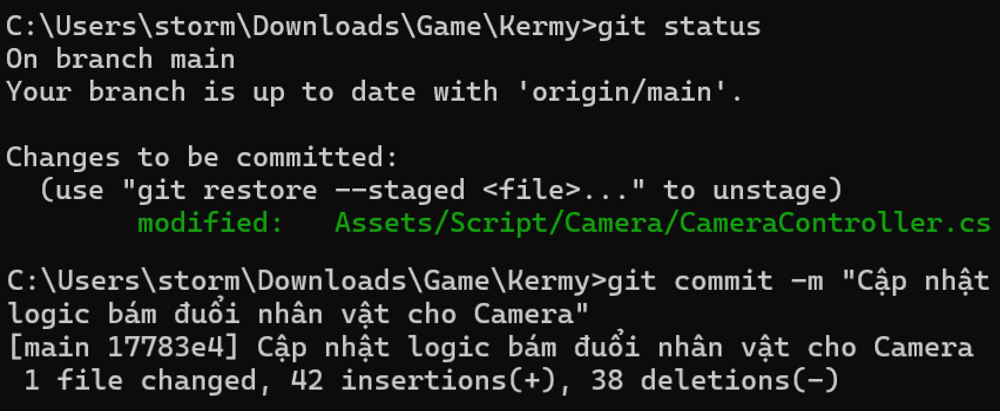 C:\Users\storm\Downloads\Game\Kermy>git status
On branch main
Your branch is up to date with 'origin/main'.
Changes to be committed:
  (use "git restore --staged <file>..." to unstage)
        modified:   Assets/Script/Camera/CameraController.cs
C:\Users\storm\Downloads\Game\Kermy>git commit -m "Cập nhật
logic bám đuổi nhân vật cho Camera"
[main 17783e4] Cập nhật logic bám đuổi nhân vật cho Camera
 1 file changed, 42 insertions(+), 38 deletions(-)